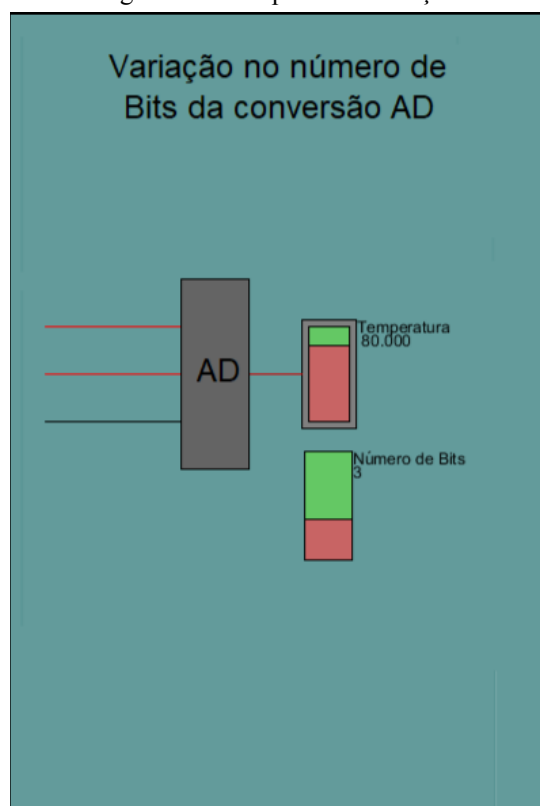 Variação no número de
Bits da conversão AD
AD
Temperatura
80.000
Número de Bits
3